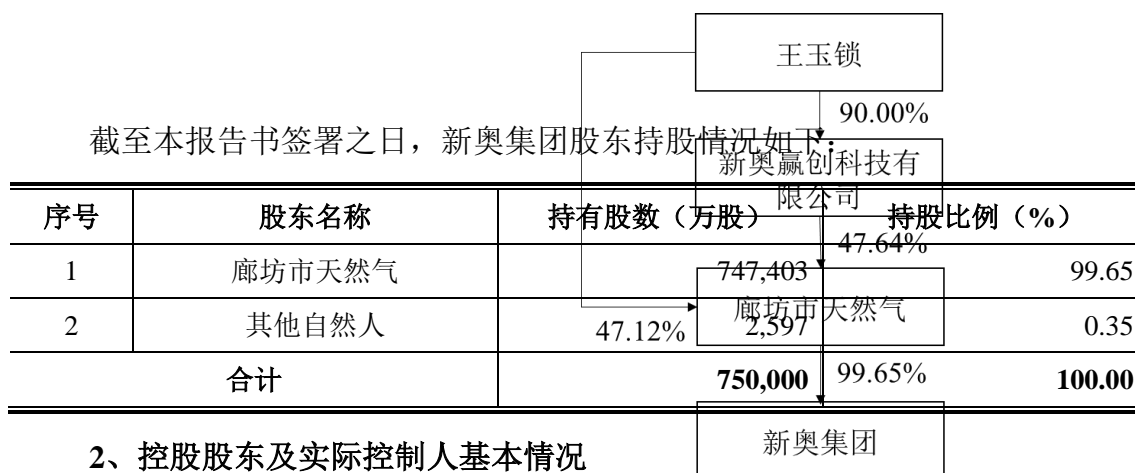 王玉锁
90.00%
截至本报告书签署之日，新奥集团股东持股情况如下：
新奥赢创科技有
限公司
序号 股东名称 持有股数（万股） 持股比例（%）
47.64%
1 廊坊市天然气 747,403 99.65
廊坊市天然气
2 其他自然人 2,597 0.35
47.12%
合计 750,000 100.00
99.65%
新奥集团
2、控股股东及实际控制人基本情况